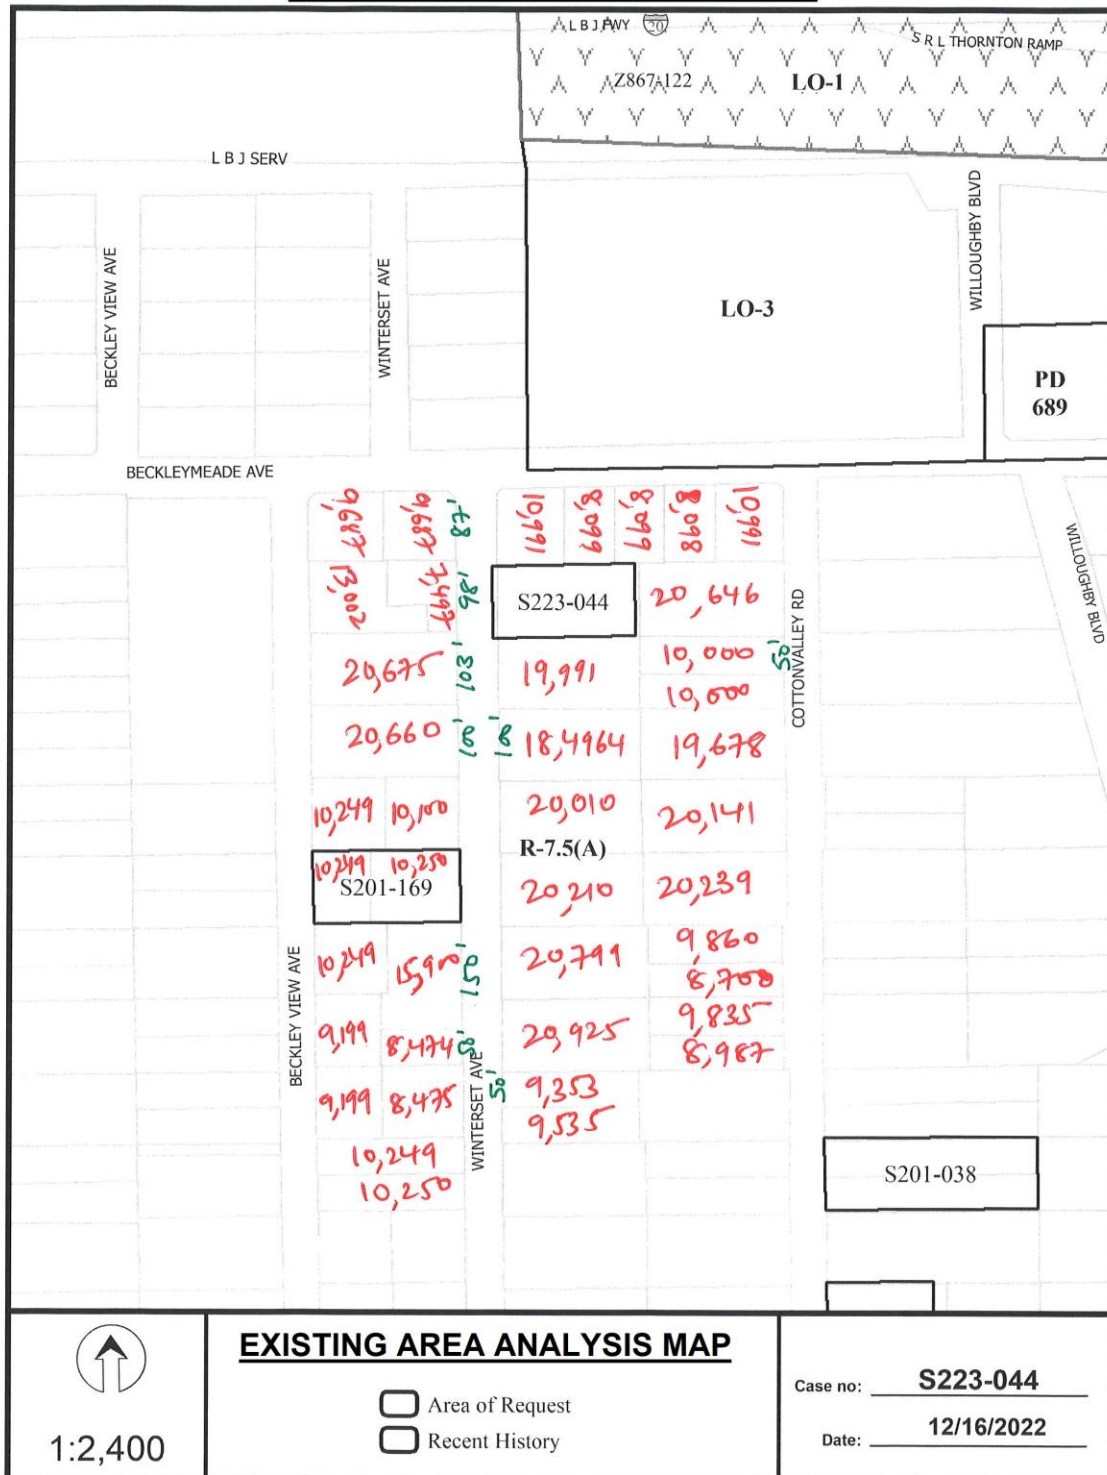 L B J FWY 20
S R L THORNTON RAMP
Z867-122
LO-1
L B J SERV
WILLOUGHBY BLVD
BECKLEY VIEW AVE
WINTERSET AVE
LO-3
PD
689
BECKLEYMEADE AVE
9,687 9,687 87' 10,991 8,099 8,099 8,098 10,991
WILLOUGHBY BLVD
13,002 7,497 98' S223-044 20,646
COTTONVALLEY RD
20,675 103' 19,991 10,000 50'
10,000
20,660 100' 100' 18,4964 19,678
10,249 10,100 20,010 20,141
R-7.5(A)
10,249 10,250
S201-169 20,210 20,239
BECKLEY VIEW AVE
10,249 15,900 150' 20,799 9,860
8,708
9,199 8,474 50' 20,925 9,835
8,987
WINTERSET AVE
9,199 8,475 50' 9,353
9,535
10,249
10,250
S201-038
EXISTING AREA ANALYSIS MAP
Area of Request
Recent History
1:2,400
Case no: S223-044
Date: 12/16/2022